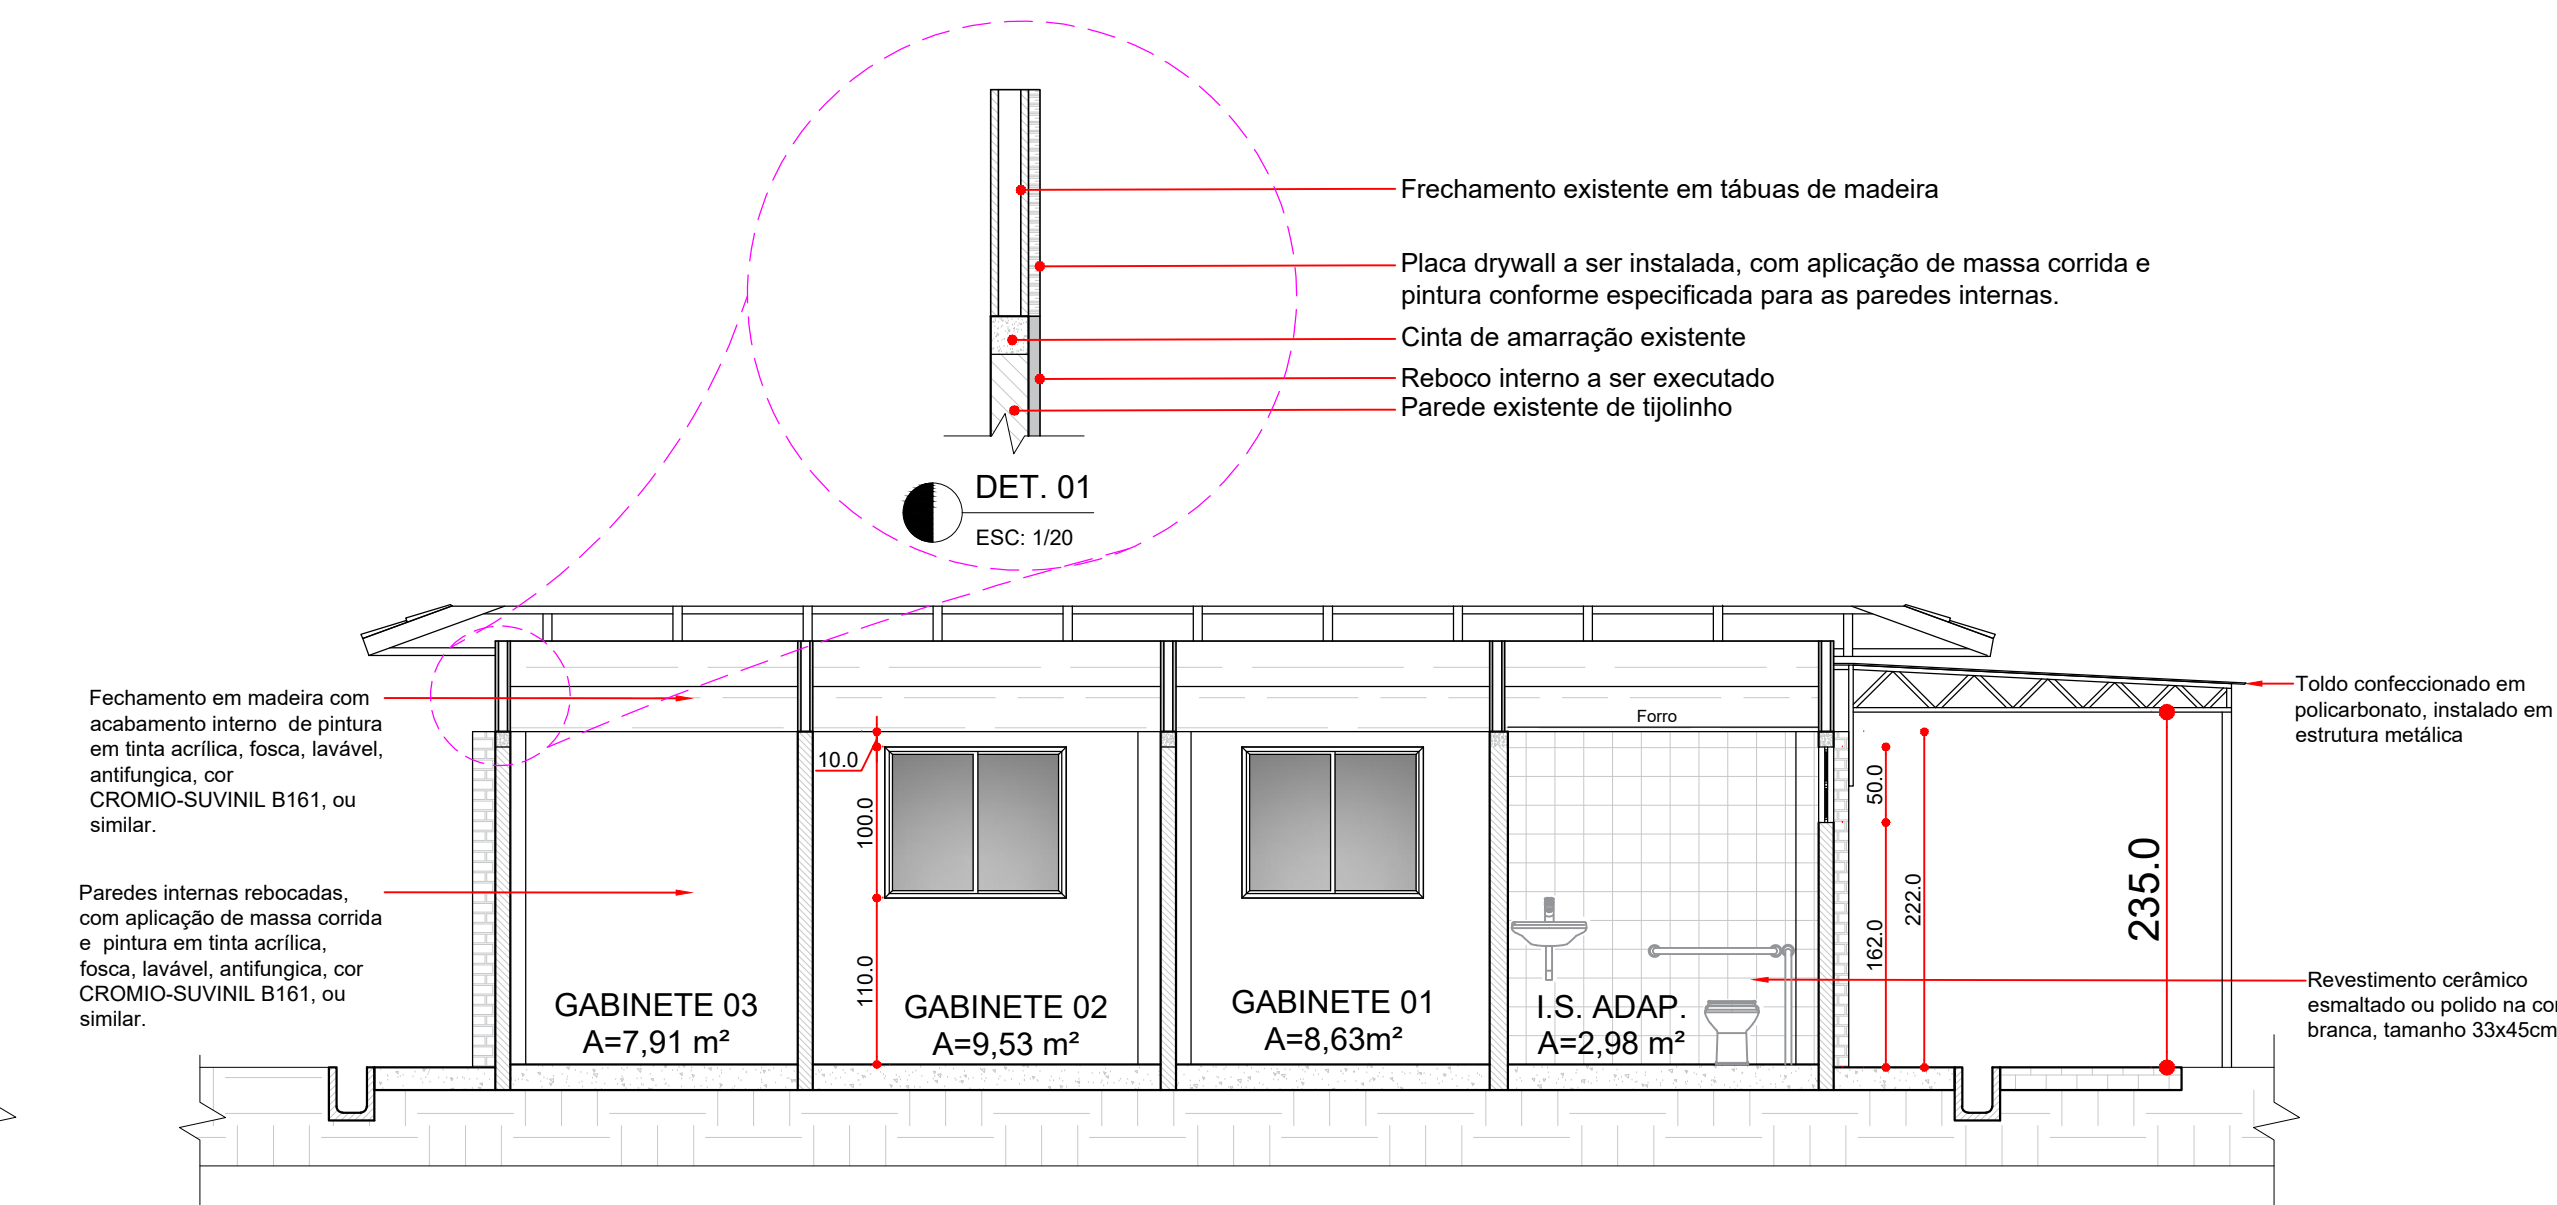 Frechamento existente em tábuas de madeira
Placa drywall a ser instalada, com aplicação de massa corrida e
pintura conforme especificada para as paredes internas.
Cinta de amarração existente
Reboco interno a ser executado
Parede existente de tijolinho
DET. 01
ESC: 1/20
Fechamento em madeira com
acabamento interno de pintura
em tinta acrílica, fosca, lavável,
antifungica, cor
CROMIO-SUVINIL B161, ou
similar.
Paredes internas rebocadas,
com aplicação de massa corrida
e pintura em tinta acrílica,
fosca, lavável, antifungica, cor
CROMIO-SUVINIL B161, ou
similar.
Forro
10.0
100.0
110.0
GABINETE 03
A=7,91 m²
GABINETE 02
A=9,53 m²
GABINETE 01
A=8,63m²
I.S. ADAP.
A=2,98 m²
50.0
162.0
222.0
235.0
Toldo confeccionado em
policarbonato, instalado em
estrutura metálica
Revestimento cerâmico
esmaltado ou polido na cor
branca, tamanho 33x45cm